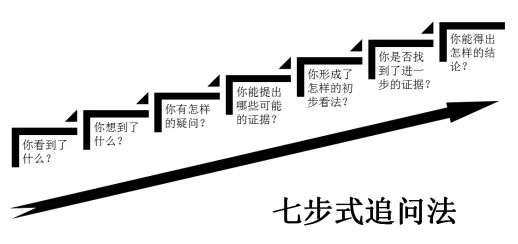 你看到了
什么？
你想到了
什么？
你有怎样
的疑问？
你能提出
哪些可能
的证据？
你形成了
怎样的初
步看法？
你是否找
到了进一
步的证据？
你能得出
怎样的结
论？
七步式追问法